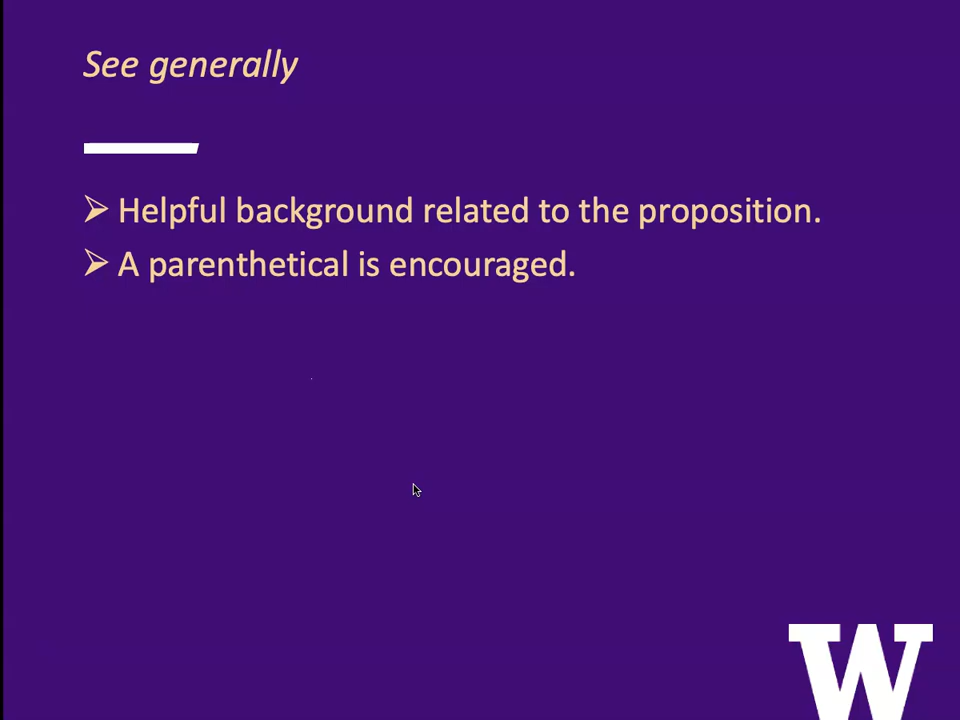 See generally
➢ Helpful background related to the proposition.
➢ A parenthetical is encouraged.
W